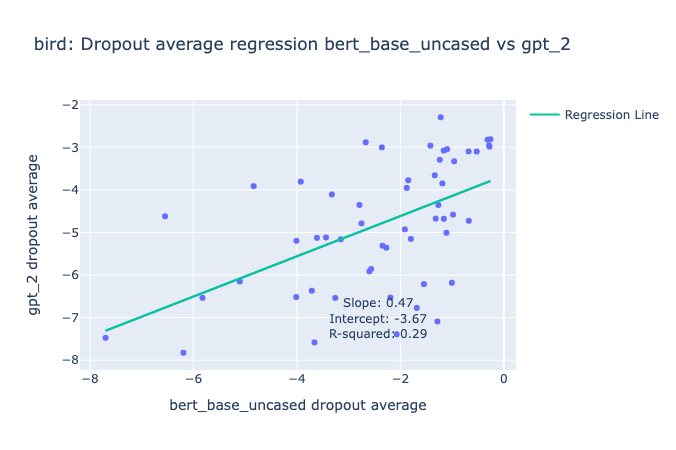 bird: Dropout average regression bert_base_uncased vs gpt_2
Regression Line
gpt_2 dropout average
−2
−3
−4
−5
−6
−7
−8
Slope: 0.47
Intercept: -3.67
R-squared: 0.29
−8
−6
−4
−2
0
bert_base_uncased dropout average